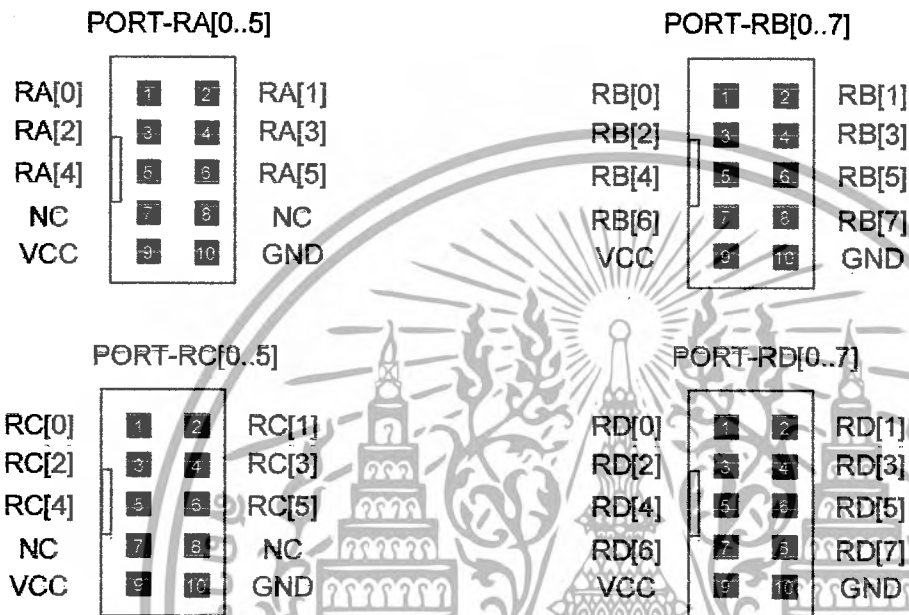 PORT-RA[0..5]
RA[0] 1 2 RA[1]
RA[2] 3 4 RA[3]
RA[4] 5 6 RA[5]
NC 7 8 NC
VCC 9 10 GND
PORT-RB[0..7]
RB[0] 1 2 RB[1]
RB[2] 3 4 RB[3]
RB[4] 5 6 RB[5]
RB[6] 7 8 RB[7]
VCC 9 10 GND
PORT-RC[0..5]
RC[0] 1 2 RC[1]
RC[2] 3 4 RC[3]
RC[4] 5 6 RC[5]
NC 7 8 NC
VCC 9 10 GND
PORT-RD[0..7]
RD[0] 1 2 RD[1]
RD[2] 3 4 RD[3]
RD[4] 5 6 RD[5]
RD[6] 7 8 RD[7]
VCC 9 10 GND